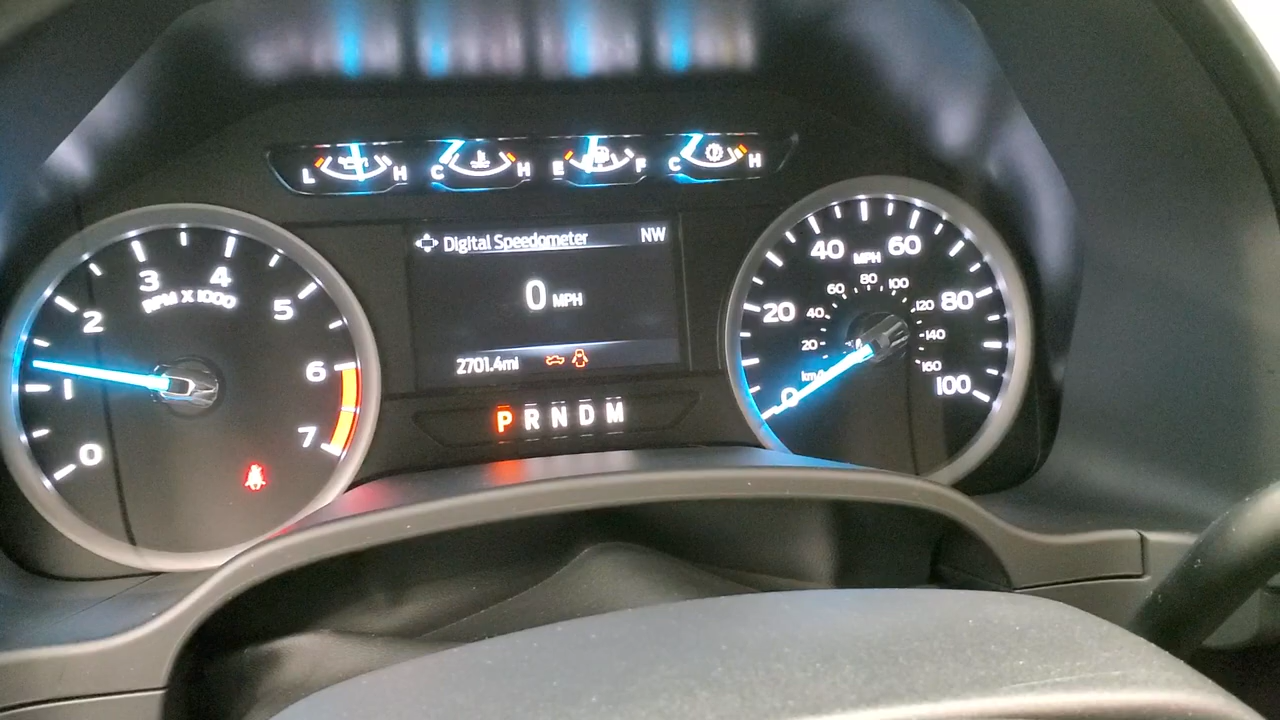 L H C H E F C H
Digital Speedometer NW
0 MPH
2701.4mi
P R N D M
0 1 2 3 4 5 6 7
RPM X 1000
0 20 40 60 80 100
MPH
20 40 60 80 100 120 140 160
km/h